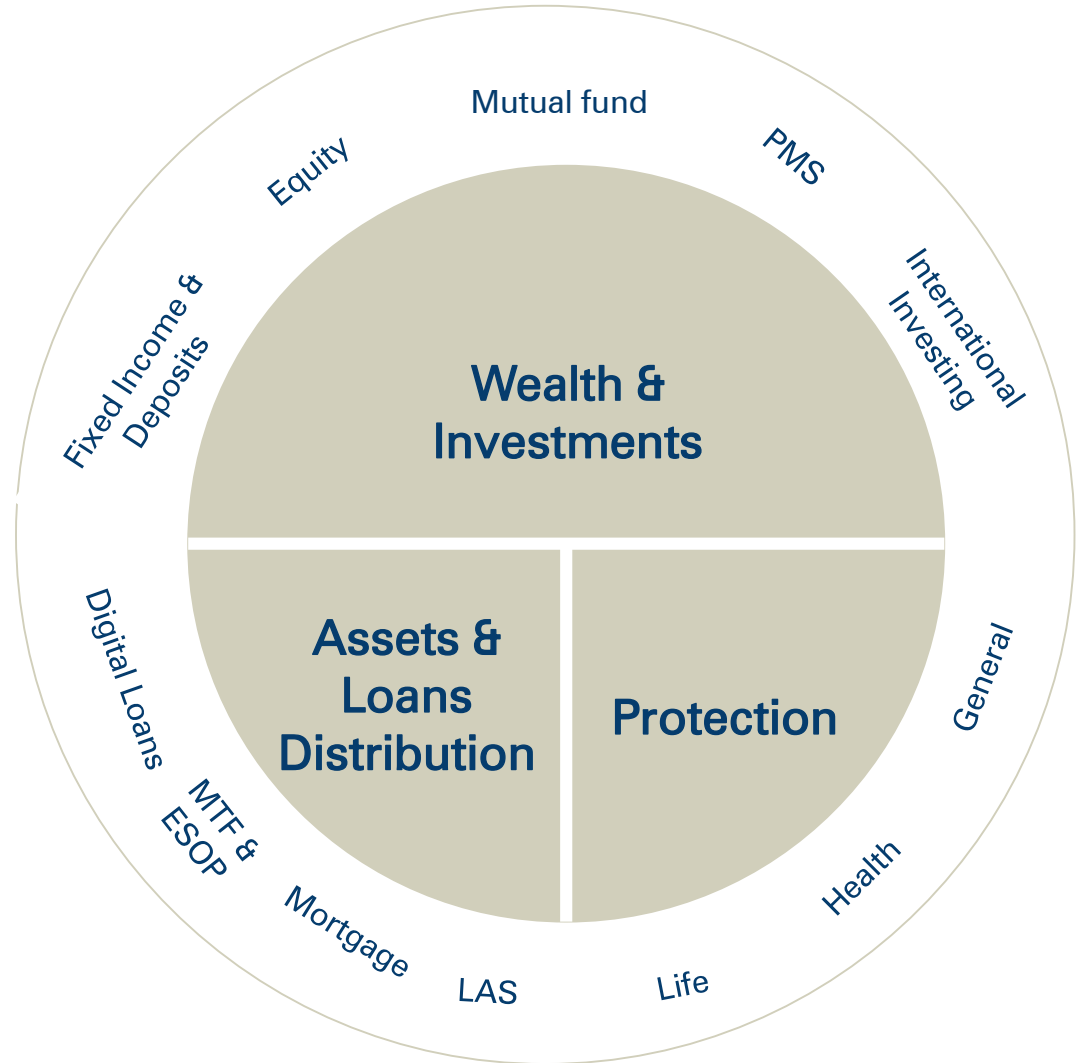 Mutual fund
Equity
PMS
Fixed Income &
Deposits
International
Investing
Wealth &
Investments
Assets &
Loans
Distribution
Protection
Digital Loans
MTF &
ESOP
Mortgage
LAS
Life
Health
General